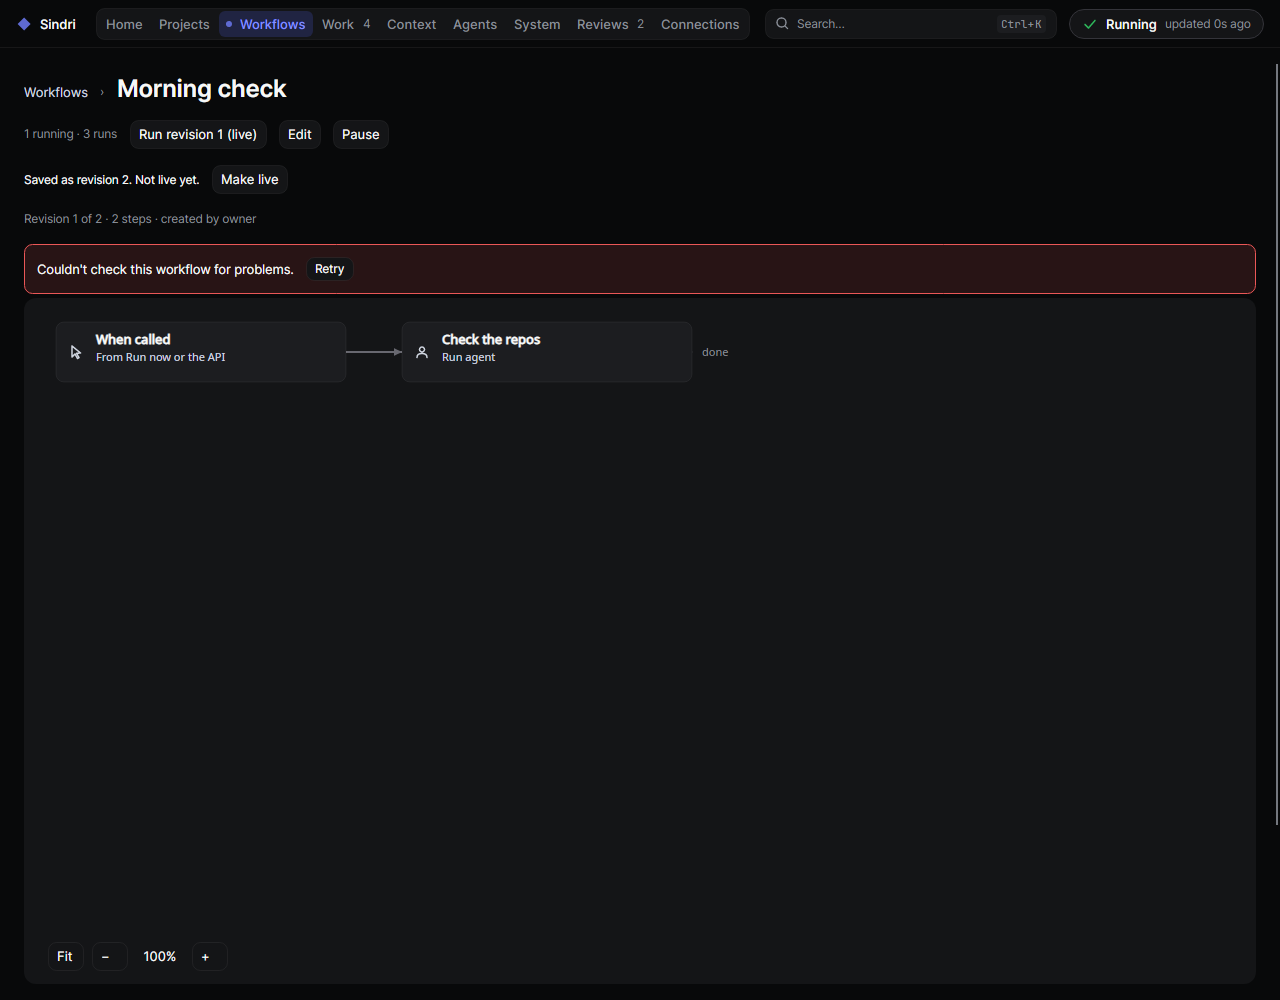 Sindri Home Projects Workflows Work 4 Context Agents System Reviews 2 Connections Search... Ctrl+K Running updated 0s ago
Workflows › Morning check
1 running · 3 runs Run revision 1 (live) Edit Pause
Saved as revision 2. Not live yet. Make live
Revision 1 of 2 · 2 steps · created by owner
Couldn't check this workflow for problems. Retry
When called
From Run now or the API
Check the repos
Run agent
done
Fit − 100% +